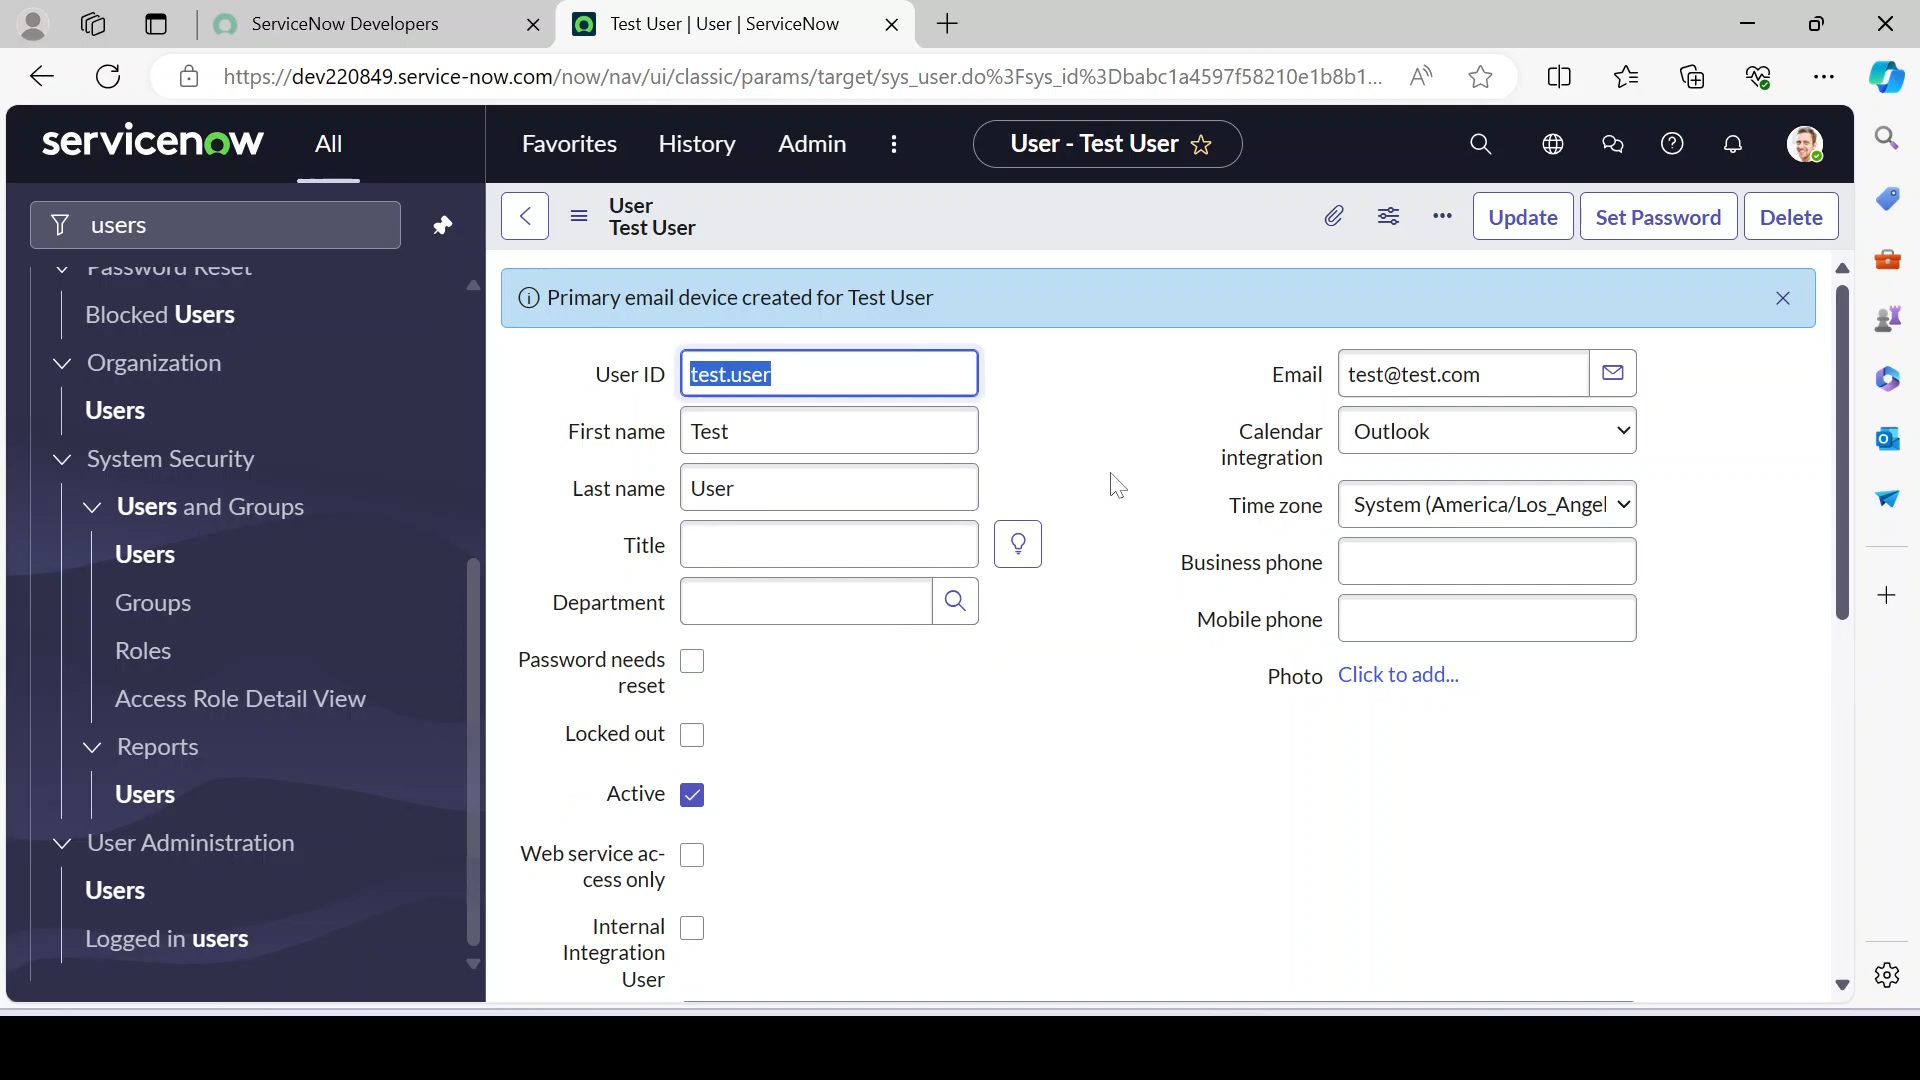 ServiceNow Developers
Test User | User | ServiceNow
https://dev220849.service-now.com/now/nav/ui/classic/params/target/sys_user.do%3Fsys_id%3Dbabc1a4597f58210e1b8b1...
servicenow
All
Favorites
History
Admin
User - Test User
users
User
Test User
Update
Set Password
Delete
Password Reset
Blocked Users
Organization
Users
System Security
Users and Groups
Users
Groups
Roles
Access Role Detail View
Reports
Users
User Administration
Users
Logged in users
Primary email device created for Test User
User ID
test.user
First name
Test
Last name
User
Title
Department
Password needs
reset
Locked out
Active
Web service ac-
cess only
Internal
Integration
User
Email
test@test.com
Calendar
integration
Outlook
Time zone
System (America/Los_Angel
Business phone
Mobile phone
Photo
Click to add...